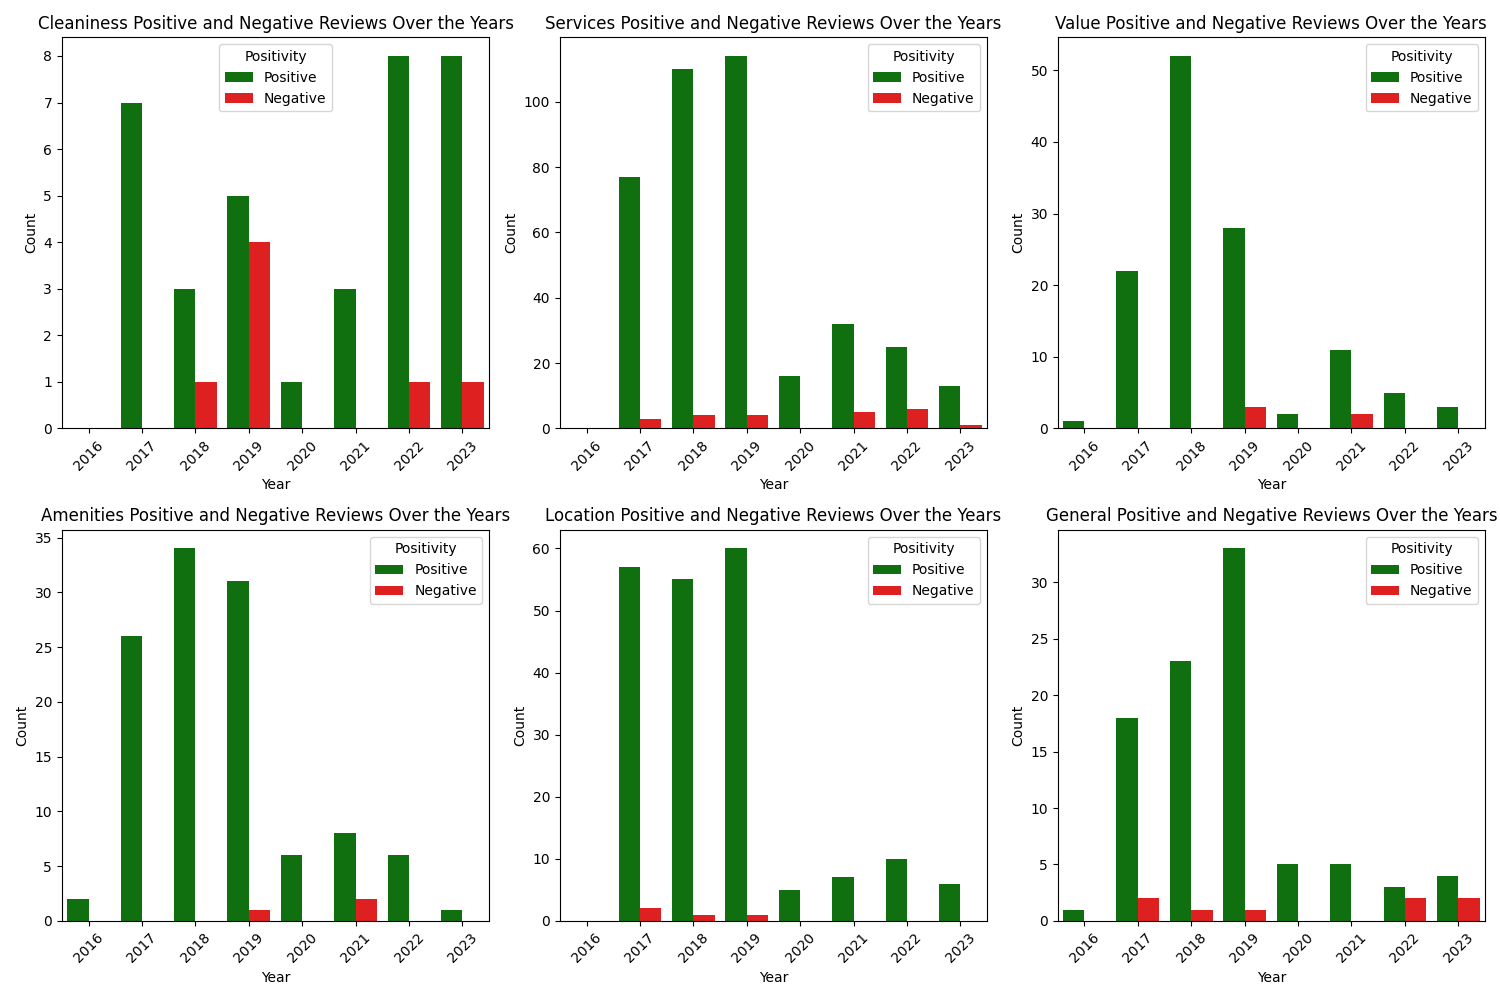 Cleaniness Positive and Negative Reviews Over the Years
Positivity
Positive
Negative
8
7
6
5
4
3
2
1
0
Count
2016
2017
2018
2019
2020
2021
2022
2023
Year
Services Positive and Negative Reviews Over the Years
Positivity
Positive
Negative
100
80
60
40
20
0
Count
2016
2017
2018
2019
2020
2021
2022
2023
Year
Value Positive and Negative Reviews Over the Years
Positivity
Positive
Negative
50
40
30
20
10
0
Count
2016
2017
2018
2019
2020
2021
2022
2023
Year
Amenities Positive and Negative Reviews Over the Years
Positivity
Positive
Negative
35
30
25
20
15
10
5
0
Count
2016
2017
2018
2019
2020
2021
2022
2023
Year
Location Positive and Negative Reviews Over the Years
Positivity
Positive
Negative
60
50
40
30
20
10
0
Count
2016
2017
2018
2019
2020
2021
2022
2023
Year
General Positive and Negative Reviews Over the Years
Positivity
Positive
Negative
30
25
20
15
10
5
0
Count
2016
2017
2018
2019
2020
2021
2022
2023
Year